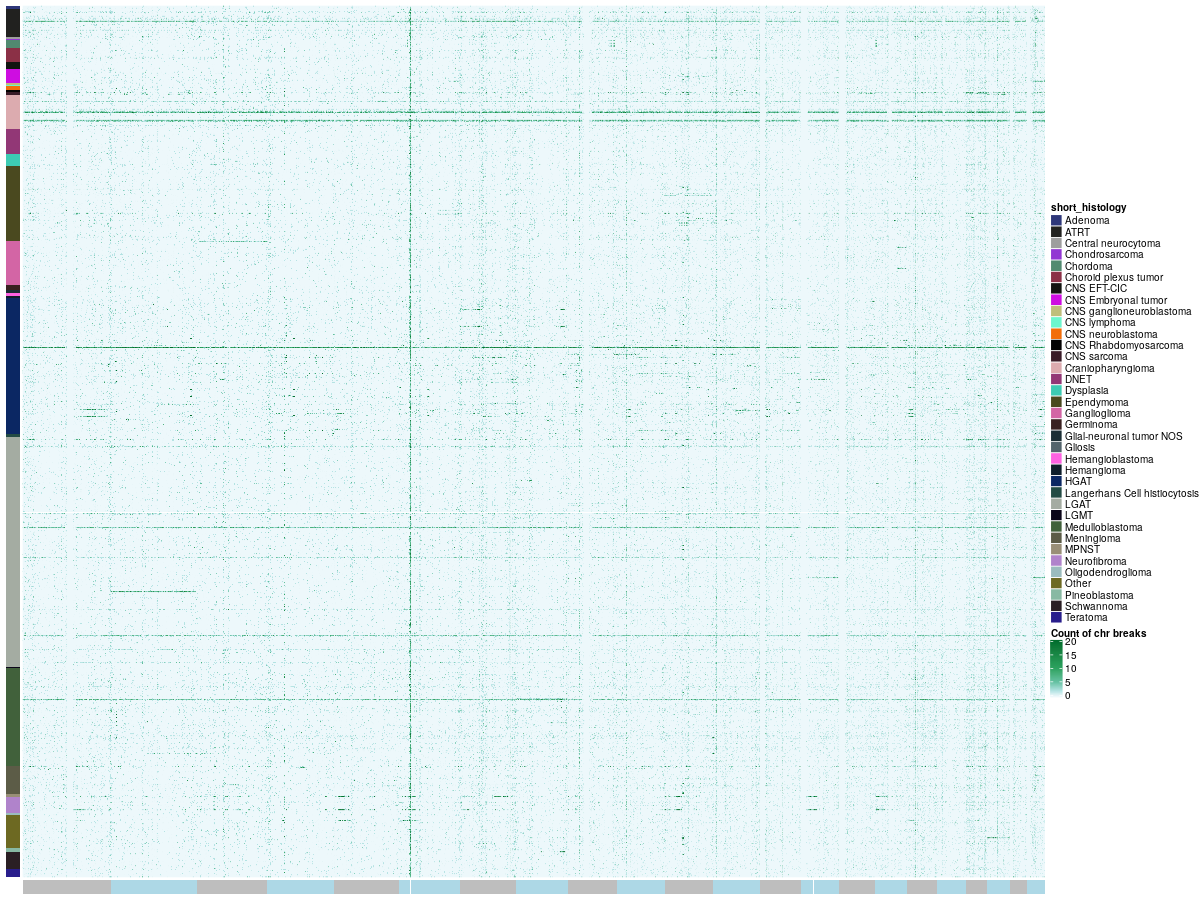 short_histology
Adenoma
ATRT
Central neurocytoma
Chondrosarcoma
Chordoma
Choroid plexus tumor
CNS EFT-CIC
CNS Embryonal tumor
CNS ganglioneuroblastoma
CNS lymphoma
CNS neuroblastoma
CNS Rhabdomyosarcoma
CNS sarcoma
Craniopharyngioma
DNET
Dysplasia
Ependymoma
Ganglioglioma
Germinoma
Glial-neuronal tumor NOS
Gliosis
Hemangioblastoma
Hemangioma
HGAT
Langerhans Cell histiocytosis
LGAT
LGMT
Medulloblastoma
Meningioma
MPNST
Neurofibroma
Oligodendroglioma
Other
Pineoblastoma
Schwannoma
Teratoma
Count of chr breaks
20
15
10
5
0